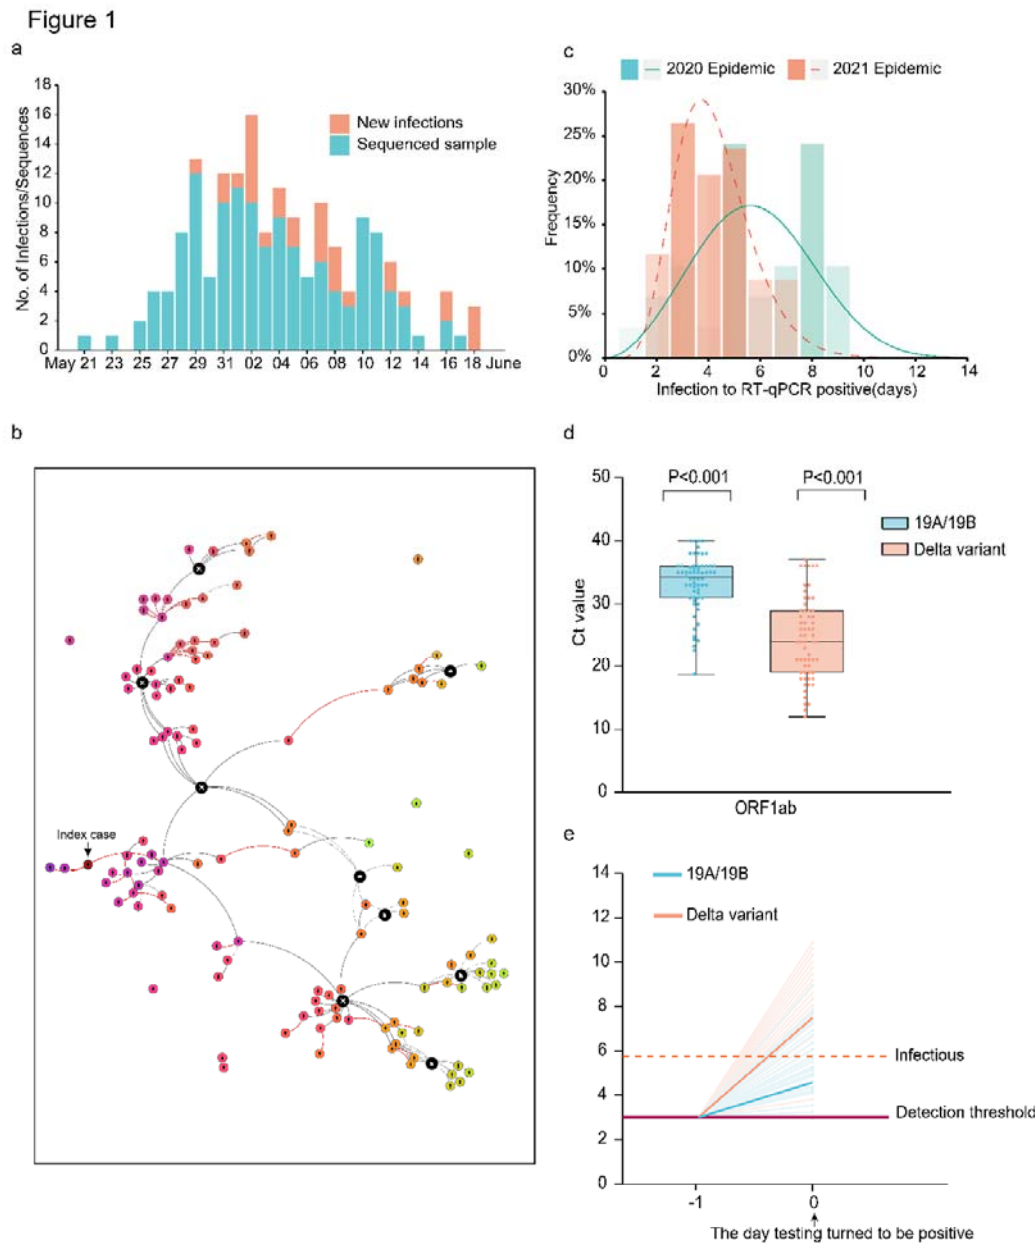 Figure 1
a
18
16
14
12
10
8
6
4
2
0
No. of Infections/Sequences
New infections
Sequenced sample
May 21 23 25 27 29 31 02 04 06 08 10 12 14 16 18 June
c
2020 Epidemic 2021 Epidemic
30%
25%
20%
15%
10%
5%
0%
Frequency
0 2 4 6 8 10 12 14
Infection to RT-qPCR positive(days)
b
Index case
d
50
40
30
20
10
0
Ct value
P<0.001 P<0.001
19A/19B
Delta variant
ORF1ab
e
14
12
10
8
6
4
2
0
19A/19B
Delta variant
Infectious
Detection threshold
-1 0
The day testing turned to be positive